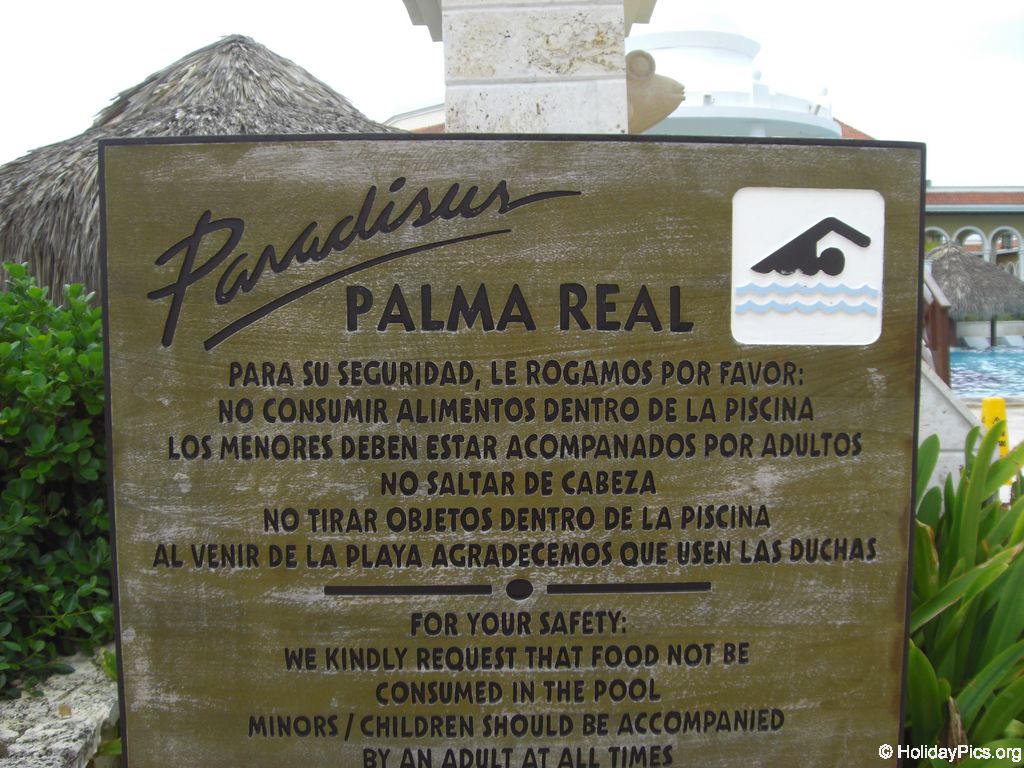 Paradisus
PALMA REAL
PARA SU SEGURIDAD, LE ROGAMOS POR FAVOR:
NO CONSUMIR ALIMENTOS DENTRO DE LA PISCINA
LOS MENORES DEBEN ESTAR ACOMPANADOS POR ADULTOS
NO SALTAR DE CABEZA
NO TIRAR OBJETOS DENTRO DE LA PISCINA
AL VENIR DE LA PLAYA AGRADECEMOS QUE USEN LAS DUCHAS
FOR YOUR SAFETY:
WE KINDLY REQUEST THAT FOOD NOT BE
CONSUMED IN THE POOL
MINORS / CHILDREN SHOULD BE ACCOMPANIED
BY AN ADULT AT ALL TIMES
© HolidayPics.org